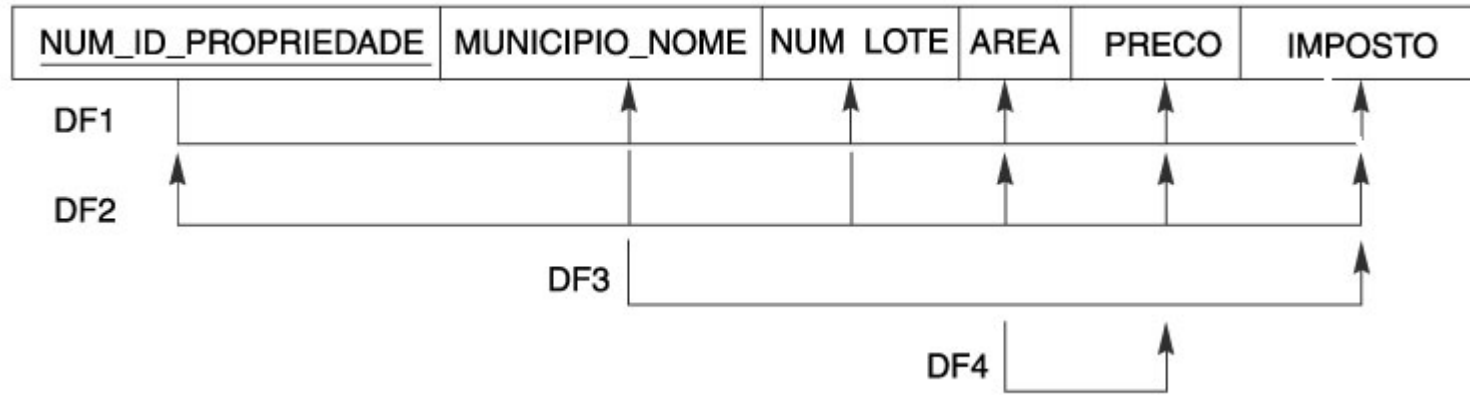 NUM_ID_PROPRIEDADE MUNICIPIO_NOME NUM LOTE AREA PRECO IMPOSTO
DF1
DF2
DF3
DF4